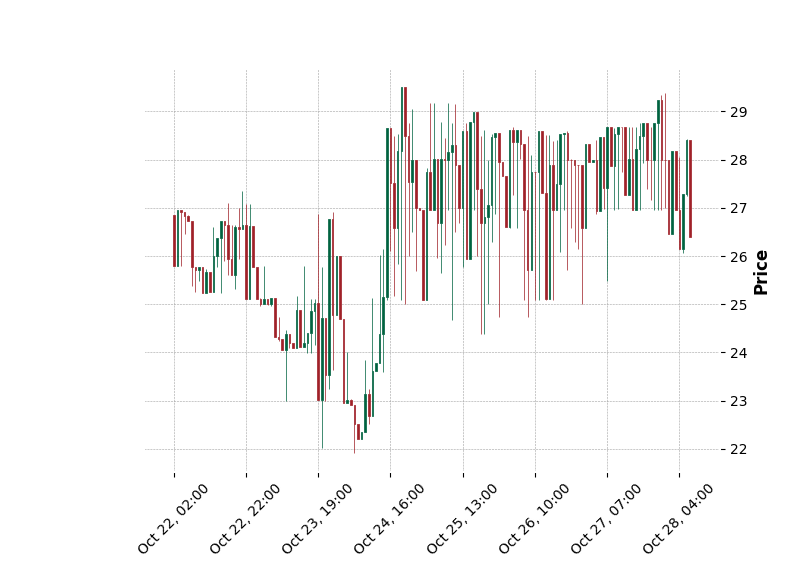 29
28
27
26
25
24
23
22
Price
Oct 22, 02:00
Oct 22, 22:00
Oct 23, 19:00
Oct 24, 16:00
Oct 25, 13:00
Oct 26, 10:00
Oct 27, 07:00
Oct 28, 04:00